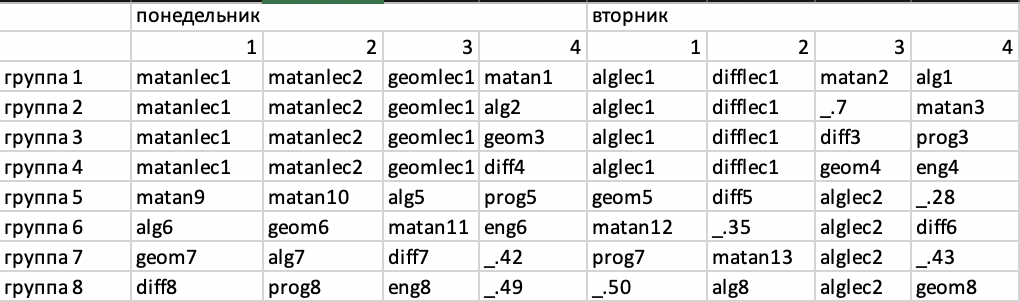 понедельник вторник
1 2 3 4 1 2 3 4
группа 1 matanlec1 matanlec2 geomlec1 matan1 alglec1 difflec1 matan2 alg1
группа 2 matanlec1 matanlec2 geomlec1 alg2 alglec1 difflec1 _.7 matan3
группа 3 matanlec1 matanlec2 geomlec1 geom3 alglec1 difflec1 diff3 prog3
группа 4 matanlec1 matanlec2 geomlec1 diff4 alglec1 difflec1 geom4 eng4
группа 5 matan9 matan10 alg5 prog5 geom5 diff5 alglec2 _.28
группа 6 alg6 geom6 matan11 eng6 matan12 _.35 alglec2 diff6
группа 7 geom7 alg7 diff7 _.42 prog7 matan13 alglec2 _.43
группа 8 diff8 prog8 eng8 _.49 _.50 alg8 alglec2 geom8